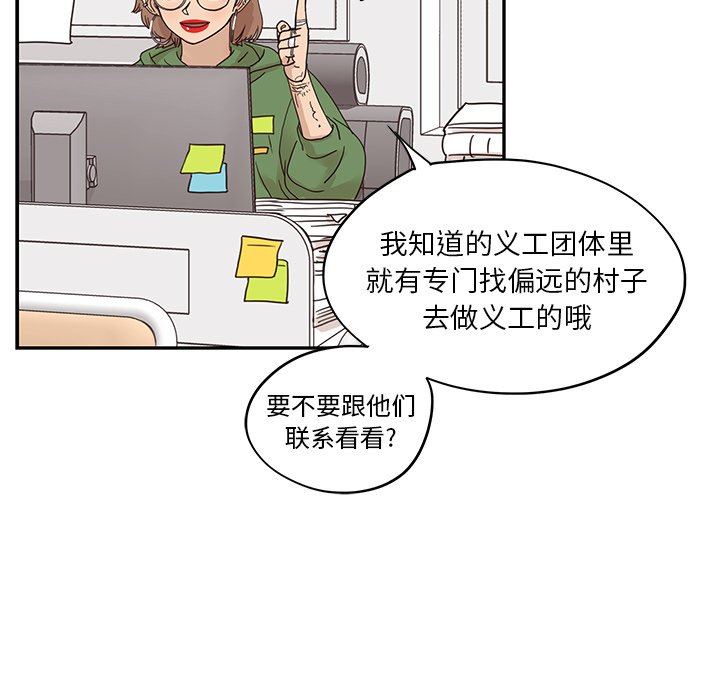 我知道的义工团体里
就有专门找偏远的村子
去做义工的哦
要不要跟他们
联系看看?